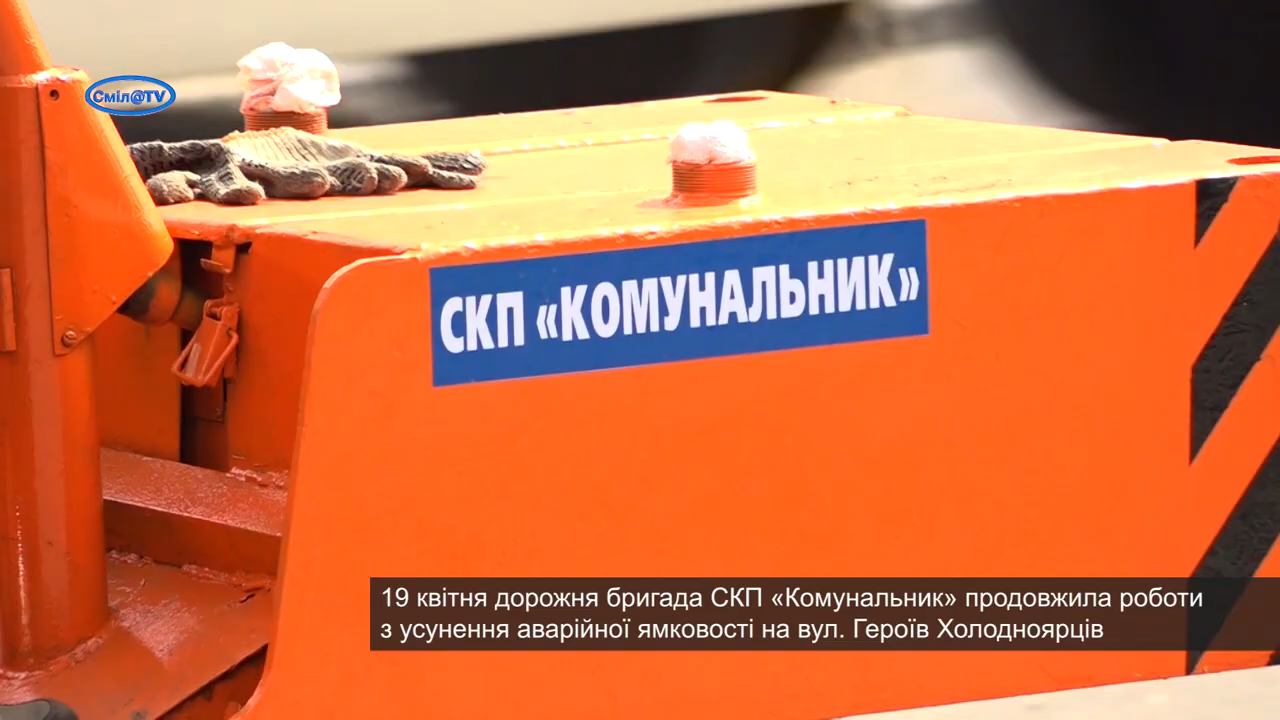 Сміл@TV
СКП «КОМУНАЛЬНИК»
19 квітня дорожня бригада СКП «Комунальник» продовжила роботи
з усунення аварійної ямковості на вул. Героїв Холодноярців